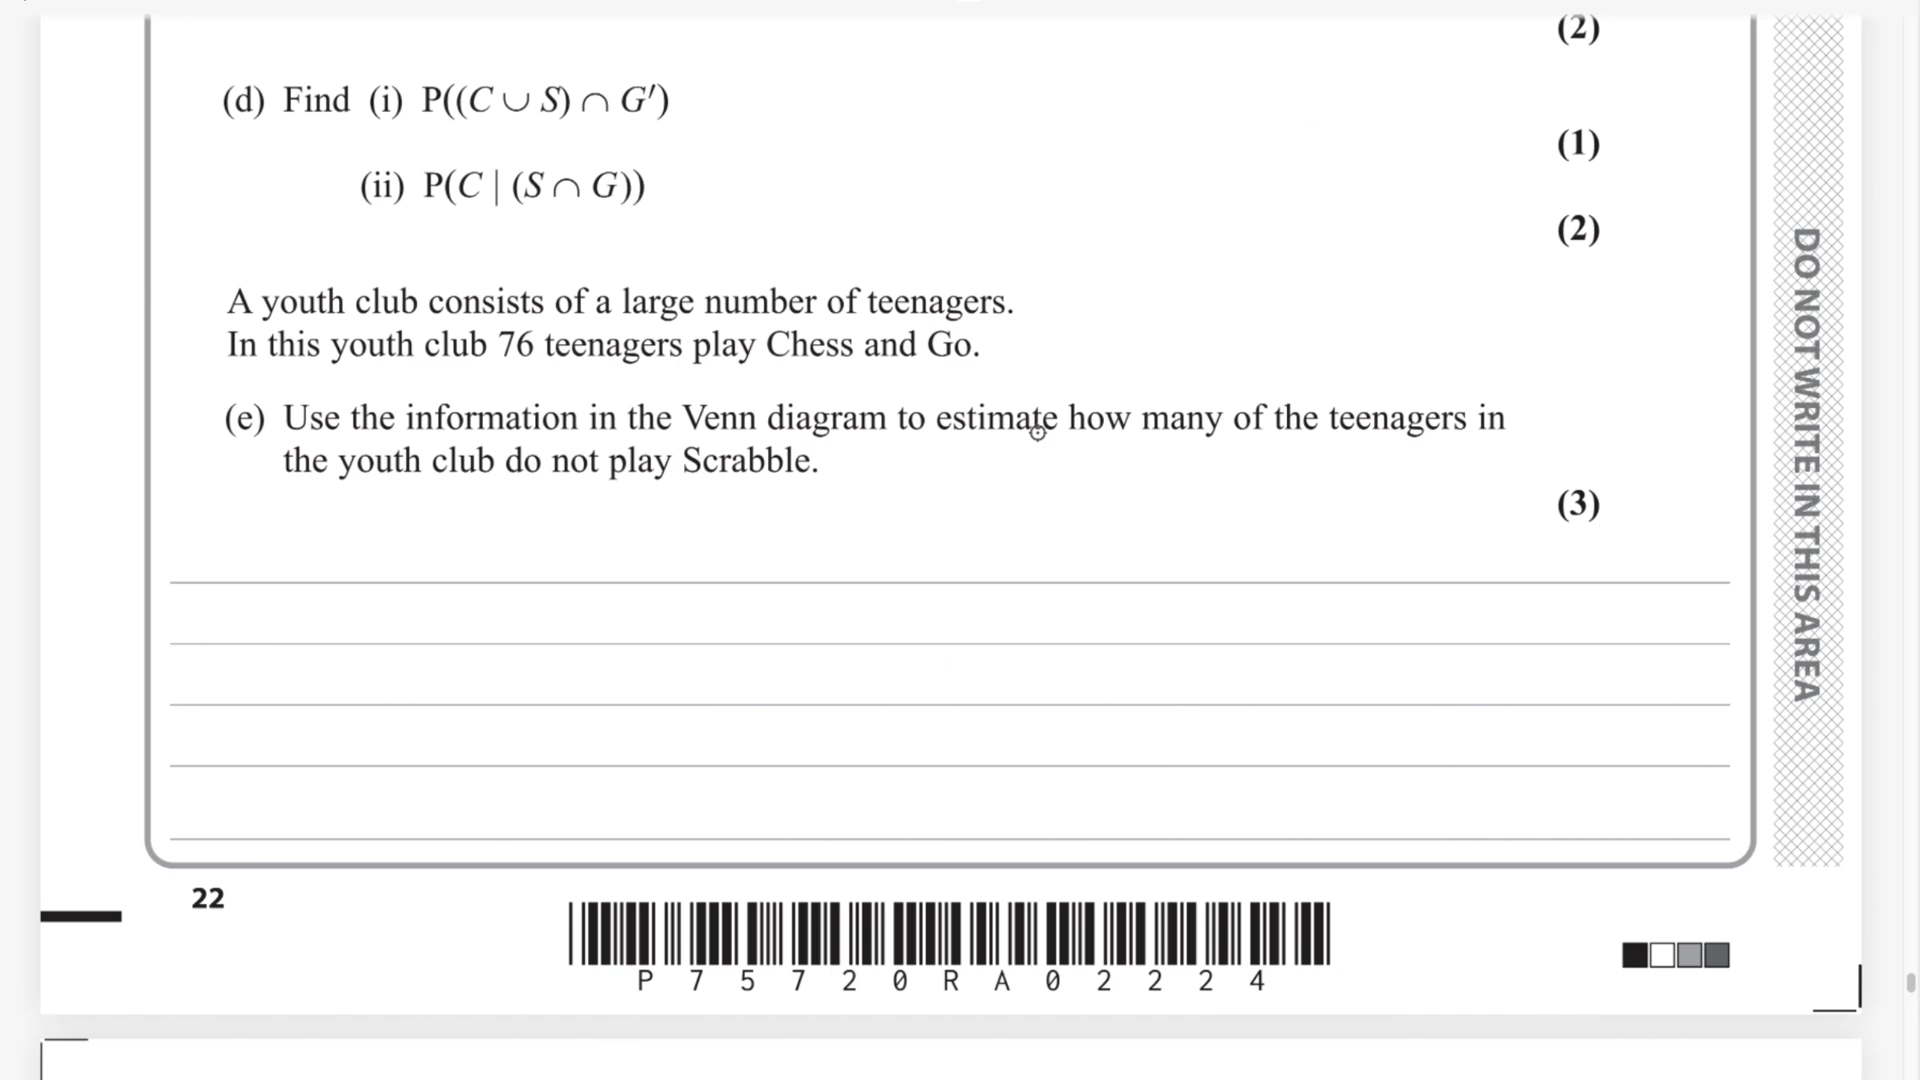 (2)
(d) Find (i) P((C ∪ S) ∩ G′)
(1)
(ii) P(C | (S ∩ G))
(2)
A youth club consists of a large number of teenagers.
In this youth club 76 teenagers play Chess and Go.
(e) Use the information in the Venn diagram to estimate how many of the teenagers in
the youth club do not play Scrabble.
(3)
DO NOT WRITE IN THIS AREA
22
P 7 5 7 2 0 R A 0 2 2 2 4